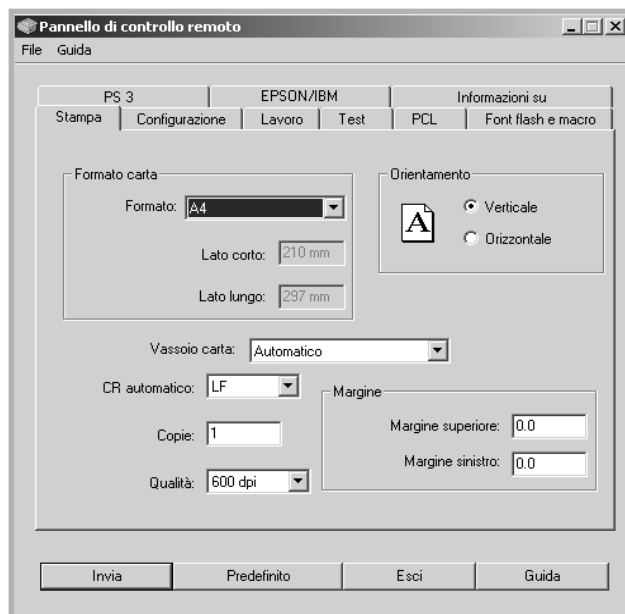 Pannello di controllo remoto
File Guida
PS 3 EPSON/IBM Informazioni su
Stampa Configurazione Lavoro Test PCL Font flash e macro
Formato carta
Formato: A4
Lato corto: 210 mm
Lato lungo: 297 mm
Orientamento
A
Verticale
Orizzontale
Vassoio carta: Automatico
CR automatico: LF
Copie: 1
Qualità: 600 dpi
Margine
Margine superiore: 0.0
Margine sinistro: 0.0
Invia Predefinito Esci Guida